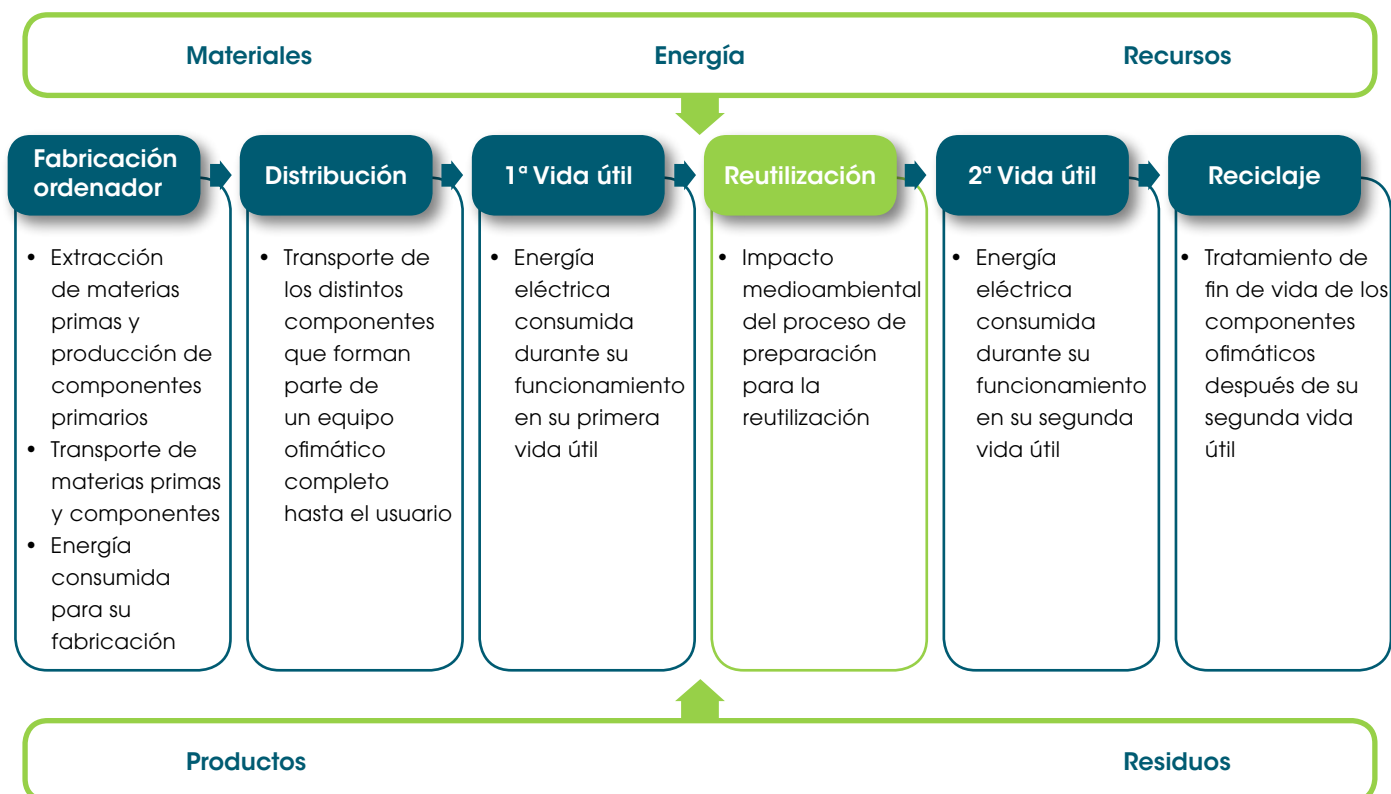 Materiales Energía Recursos
Fabricación
ordenador
• Extracción
de materias
primas y
producción de
componentes
primarios
• Transporte de
materias primas
y componentes
• Energía
consumida
para su
fabricación
Distribución
• Transporte de
los distintos
componentes
que forman
parte de
un equipo
ofimático
completo
hasta el usuario
1ª Vida útil
• Energía
eléctrica
consumida
durante su
funcionamiento
en su primera
vida útil
Reutilización
• Impacto
medioambiental
del proceso de
preparación
para la
reutilización
2ª Vida útil
• Energía
eléctrica
consumida
durante su
funcionamiento
en su segunda
vida útil
Reciclaje
• Tratamiento de
fin de vida de los
componentes
ofimáticos
después de su
segunda vida
útil
Productos Residuos